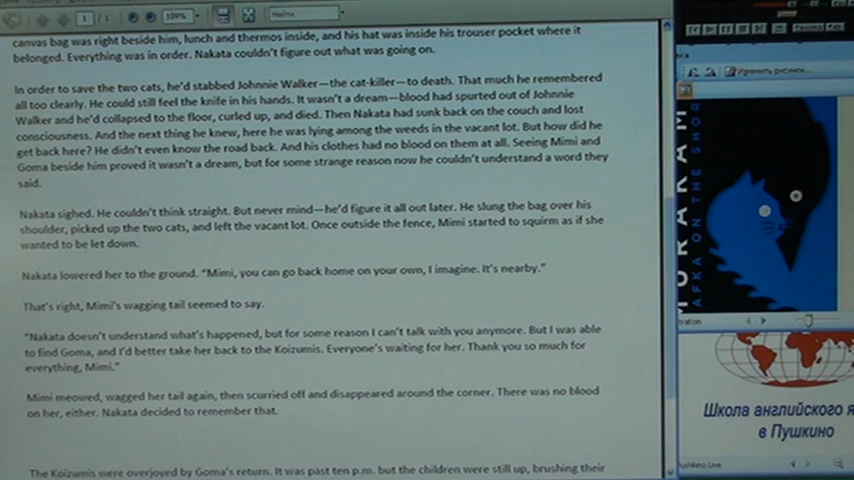 1 / 1
109%
Найти
canvas bag was right beside him, lunch and thermos inside, and his hat was inside his trouser pocket where it
belonged. Everything was in order. Nakata couldn't figure out what was going on.
In order to save the two cats, he'd stabbed Johnnie Walker—the cat-killer—to death. That much he remembered
all too clearly. He could still feel the knife in his hands. It wasn't a dream—blood had spurted out of Johnnie
Walker and he'd collapsed to the floor, curled up, and died. Then Nakata had sunk back on the couch and lost
consciousness. And the next thing he knew, here he was lying among the weeds in the vacant lot. But how did he
get back here? He didn't even know the road back. And his clothes had no blood on them at all. Seeing Mimi and
Goma beside him proved it wasn't a dream, but for some strange reason now he couldn't understand a word they
said.
Nakata sighed. He couldn't think straight. But never mind—he'd figure it all out later. He slung the bag over his
shoulder, picked up the two cats, and left the vacant lot. Once outside the fence, Mimi started to squirm as if she
wanted to be let down.
Nakata lowered her to the ground. "Mimi, you can go back home on your own, I imagine. It's nearby."
That's right, Mimi's wagging tail seemed to say.
"Nakata doesn't understand what's happened, but for some reason I can't talk with you anymore. But I was able
to find Goma, and I'd better take her back to the Koizumis. Everyone's waiting for her. Thank you so much for
everything, Mimi."
Mimi meowed, wagged her tail again, then scurried off and disappeared around the corner. There was no blood
on her, either. Nakata decided to remember that.
The Koizumis were overjoyed by Goma's return. It was past ten p.m. but the children were still up, brushing their
Изменить рисунок...
MURAKAM
AFKA ON THE SHOR
Школа английского я
в Пушкино
ushkino Live